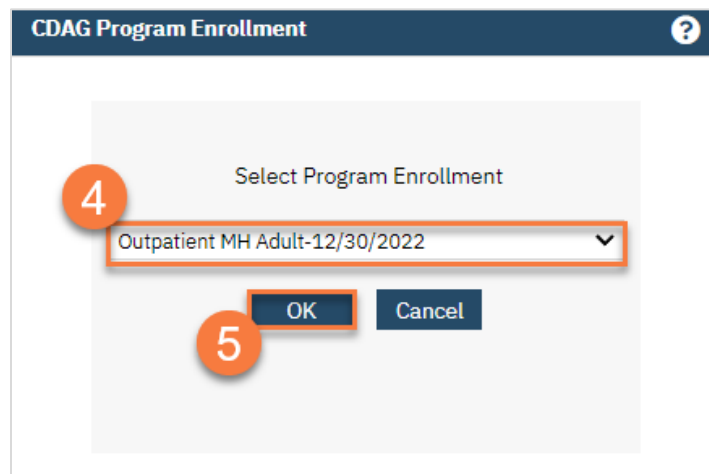 CDAG Program Enrollment ?
Select Program Enrollment
4
Outpatient MH Adult-12/30/2022
OK Cancel
5